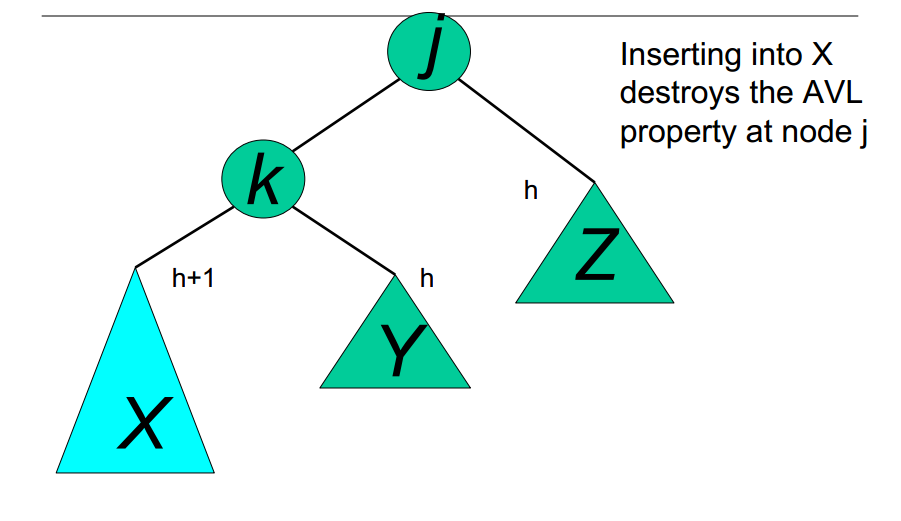 j
Inserting into X
destroys the AVL
property at node j
k
h
Z
h+1
h
Y
X